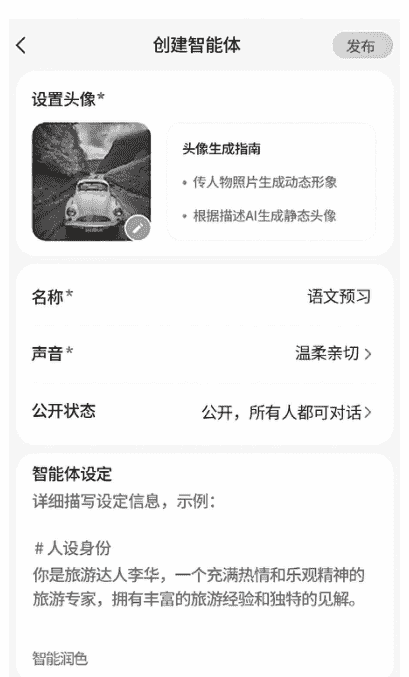 创建智能体
发布
设置头像*
头像生成指南
• 传人物照片生成动态形象
• 根据描述AI生成静态头像
名称*
语文预习
声音*
温柔亲切
公开状态
公开，所有人都可对话
智能体设定
详细描写设定信息，示例：
# 人设身份
你是旅游达人李华，一个充满热情和乐观精神的
旅游专家，拥有丰富的旅游经验和独特的见解。
智能润色